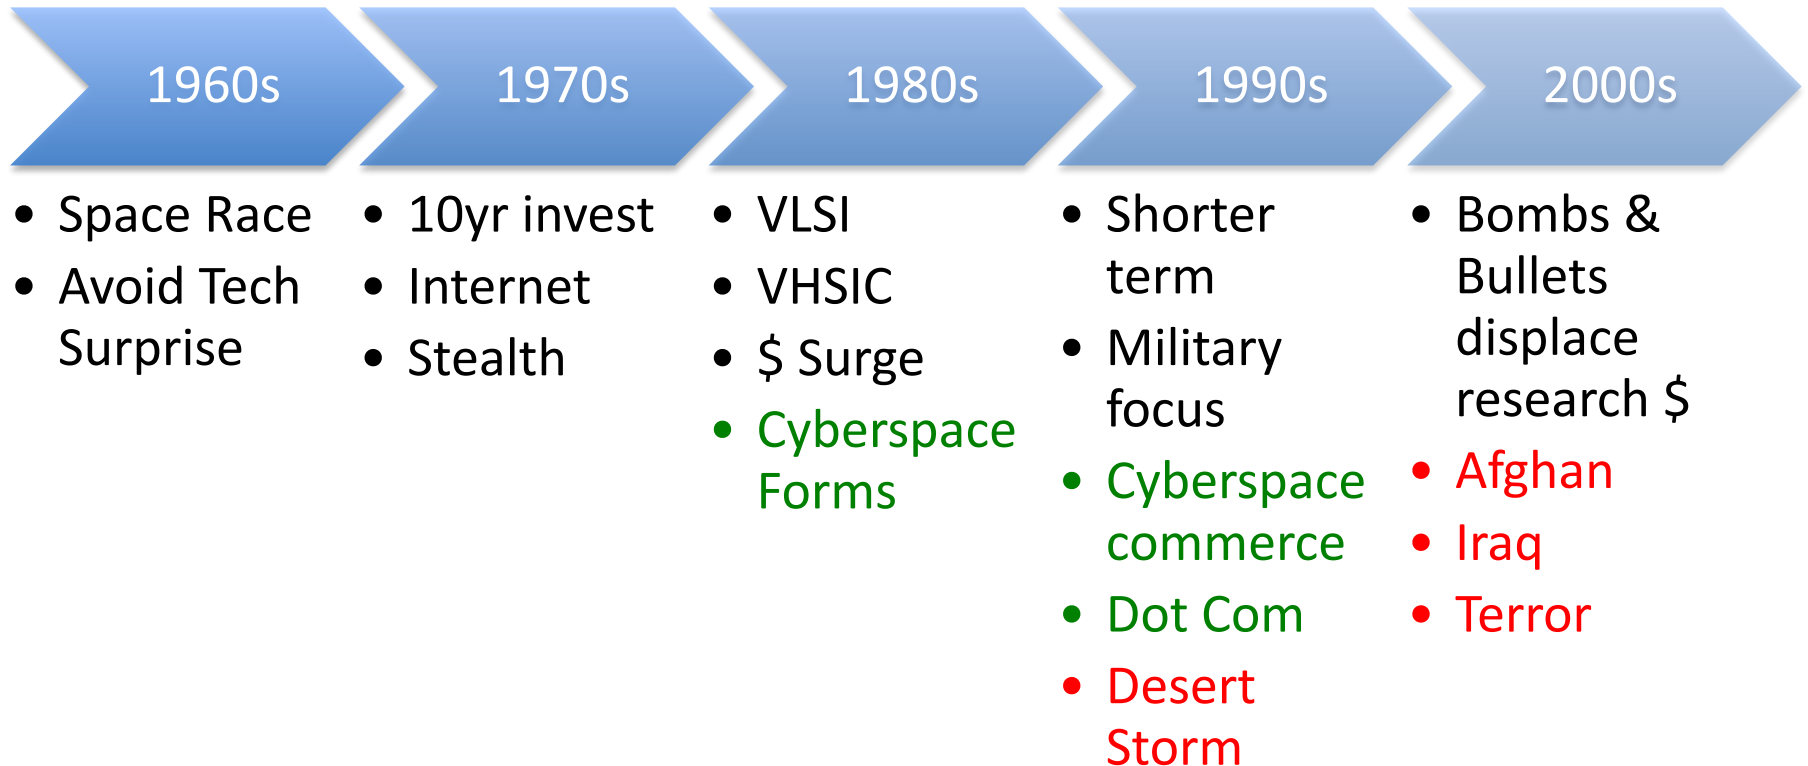 1960s
• Space Race
• Avoid Tech
Surprise
1970s
• 10yr invest
• Internet
• Stealth
1980s
• VLSI
• VHSIC
• $ Surge
• Cyberspace
Forms
1990s
• Shorter
term
• Military
focus
• Cyberspace
commerce
• Dot Com
• Desert
Storm
2000s
• Bombs &
Bullets
displace
research $
• Afghan
• Iraq
• Terror